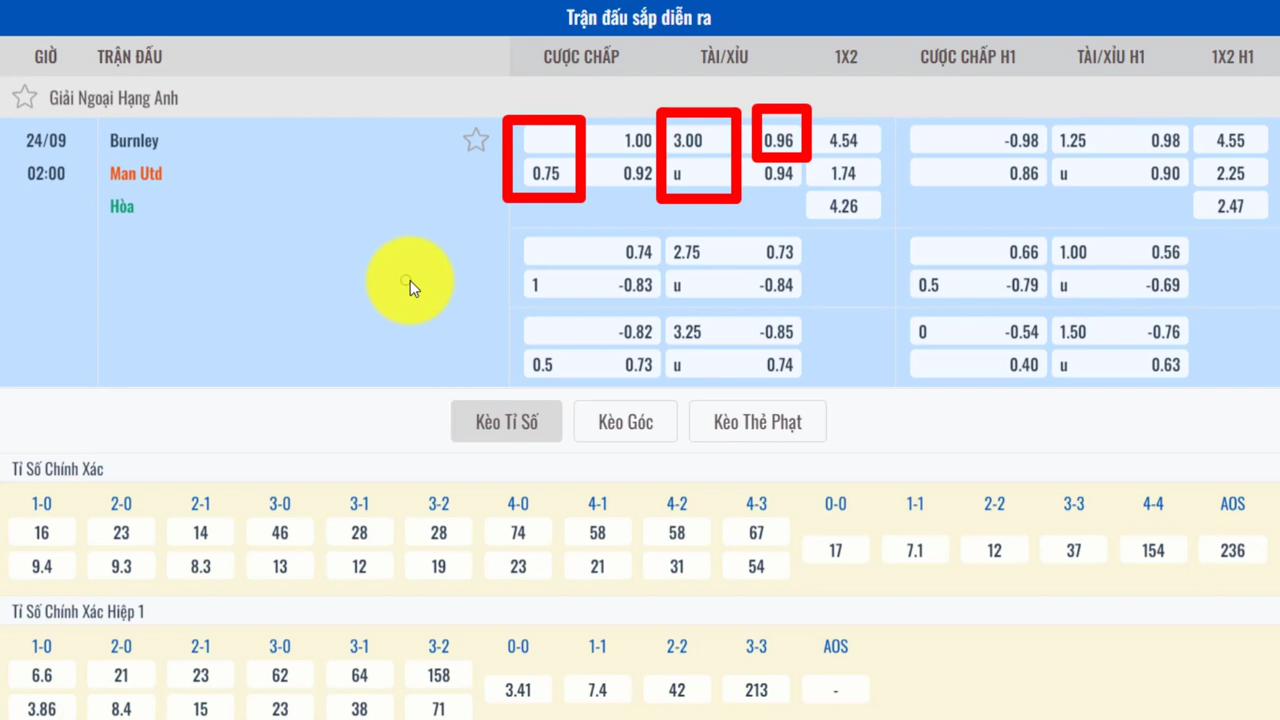 Trận đấu sắp diễn ra
GIỜ TRẬN ĐẤU CƯỢC CHẤP TÀI/XỈU 1X2 CƯỢC CHẤP H1 TÀI/XỈU H1 1X2 H1
Giải Ngoại Hạng Anh
24/09 Burnley 1.00 3.00 0.96 4.54 -0.98 1.25 0.98 4.55
02:00 Man Utd 0.75 0.92 u 0.94 1.74 0.86 u 0.90 2.25
Hòa 4.26 2.47
0.74 2.75 0.73 0.66 1.00 0.56
1 -0.83 u -0.84 0.5 -0.79 u -0.69
-0.82 3.25 -0.85 0 -0.54 1.50 -0.76
0.5 0.73 u 0.74 0.40 u 0.63
Kèo Tỉ Số Kèo Góc Kèo Thẻ Phạt
Tỉ Số Chính Xác
1-0 2-0 2-1 3-0 3-1 3-2 4-0 4-1 4-2 4-3 0-0 1-1 2-2 3-3 4-4 AOS
16 23 14 46 28 28 74 58 58 67
17 7.1 12 37 154 236
9.4 9.3 8.3 13 12 19 23 21 31 54
Tỉ Số Chính Xác Hiệp 1
1-0 2-0 2-1 3-0 3-1 3-2 0-0 1-1 2-2 3-3 AOS
6.6 21 23 62 64 158
3.41 7.4 42 213 -
3.86 8.4 15 23 38 71